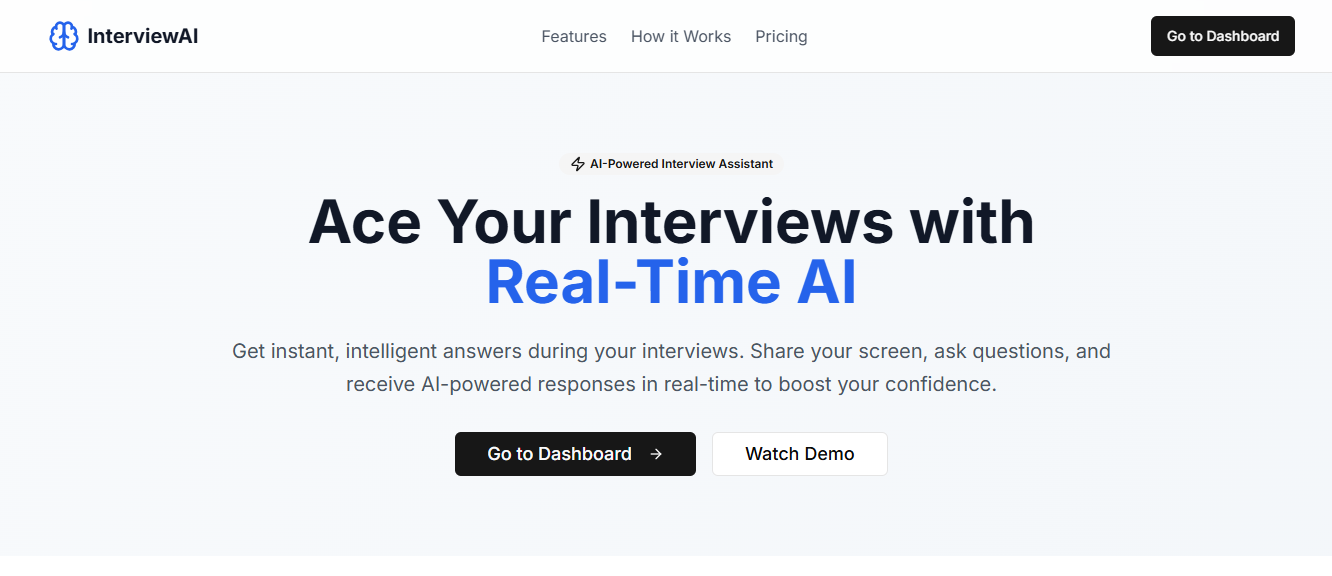 InterviewAI
Features
How it Works
Pricing
Go to Dashboard
AI-Powered Interview Assistant
Ace Your Interviews with
Real-Time AI
Get instant, intelligent answers during your interviews. Share your screen, ask questions, and
receive AI-powered responses in real-time to boost your confidence.
Go to Dashboard →
Watch Demo